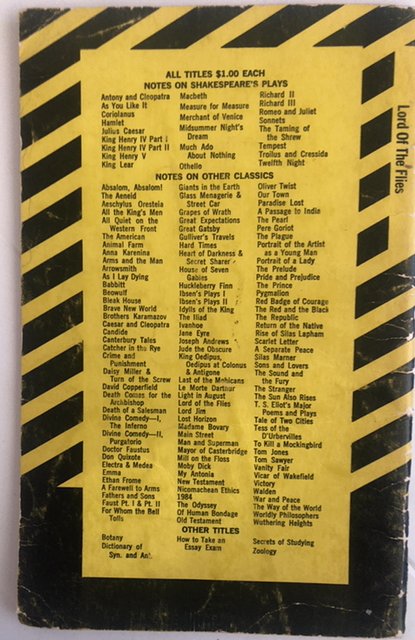 ALL TITLES $1.00 EACH
NOTES ON SHAKESPEARE'S PLAYS
Antony and Cleopatra
As You Like It
Coriolanus
Hamlet
Julius Caesar
King Henry IV Part I
King Henry IV Part II
King Henry V
King Lear
Macbeth
Measure for Measure
Merchant of Venice
Midsummer Night's
Dream
Much Ado
About Nothing
Othello
Richard II
Richard III
Romeo and Juliet
Sonnets
The Taming of
the Shrew
Tempest
Troilus and Cressida
Twelfth Night
NOTES ON OTHER CLASSICS
Absalom, Absalom!
The Aeneid
Aeschylus Oresteia
All the King's Men
All Quiet on the
Western Front
The American
Animal Farm
Anna Karenina
Arms and the Man
Arrowsmith
As I Lay Dying
Babbitt
Beowulf
Bleak House
Brave New World
Brothers Karamazov
Caesar and Cleopatra
Candide
Canterbury Tales
Catcher in the Rye
Crime and
Punishment
Daisy Miller &
Turn of the Screw
David Copperfield
Death Comes for the
Archbishop
Death of a Salesman
Divine Comedy—I,
The Inferno
Divine Comedy—II,
Purgatorio
Doctor Faustus
Don Quixote
Electra & Medea
Emma
Ethan Frome
A Farewell to Arms
Fathers and Sons
Faust Pt. I & Pt. II
For Whom the Bell
Tolls
Giants in the Earth
Glass Menagerie &
Street Car
Grapes of Wrath
Great Expectations
Great Gatsby
Gulliver's Travels
Hard Times
Heart of Darkness &
Secret Sharer
House of Seven
Gables
Huckleberry Finn
Ibsen's Plays I
Ibsen's Plays II
Idylls of the King
The Iliad
Ivanhoe
Jane Eyre
Joseph Andrews
Jude the Obscure
King Oedipus,
Oedipus at Colonus
& Antigone
Last of the Mohicans
Le Morte Darthur
Light in August
Lord of the Flies
Lord Jim
Lost Horizon
Madame Bovary
Main Street
Man and Superman
Mayor of Casterbridge
Mill on the Floss
Moby Dick
My Antonia
New Testament
Nicomachean Ethics
1984
The Odyssey
Of Human Bondage
Old Testament
Oliver Twist
Our Town
Paradise Lost
A Passage to India
The Pearl
Pere Goriot
The Plague
Portrait of the Artist
as a Young Man
Portrait of a Lady
The Prelude
Pride and Prejudice
The Prince
Pygmalion
Red Badge of Courage
The Red and the Black
The Republic
Return of the Native
Rise of Silas Lapham
Scarlet Letter
A Separate Peace
Silas Marner
Sons and Lovers
The Sound and
the Fury
The Stranger
The Sun Also Rises
T. S. Eliot's Major
Poems and Plays
Tale of Two Cities
Tess of the
D'Urbervilles
To Kill a Mockingbird
Tom Jones
Tom Sawyer
Vanity Fair
Vicar of Wakefield
Victory
Walden
War and Peace
The Way of the World
Worldly Philosophers
Wuthering Heights
OTHER TITLES
Botany
Dictionary of
Syn. and Ant.
How to Take an
Essay Exam
Secrets of Studying
Zoology
Lord Of The Flies